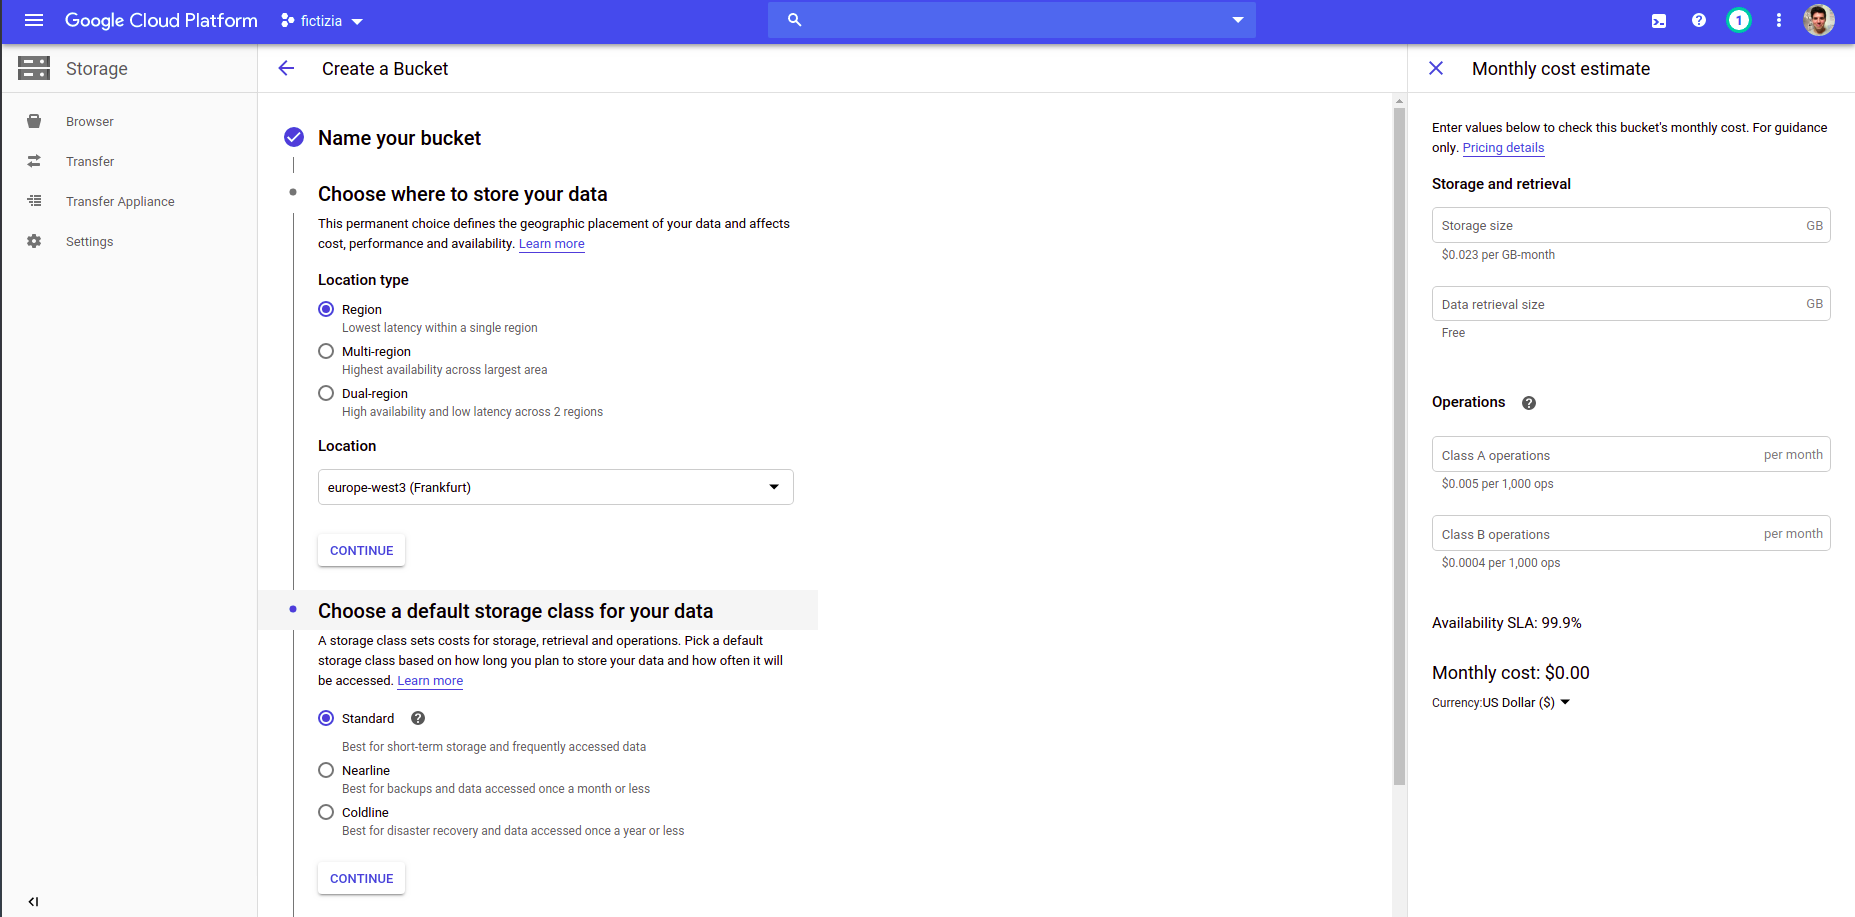 Google Cloud Platform
fictizia
1
Storage
Create a Bucket
Monthly cost estimate
Browser
Transfer
Transfer Appliance
Settings
Name your bucket
Choose where to store your data
This permanent choice defines the geographic placement of your data and affects
cost, performance and availability. Learn more
Location type
Region
Lowest latency within a single region
Multi-region
Highest availability across largest area
Dual-region
High availability and low latency across 2 regions
Location
europe-west3 (Frankfurt)
CONTINUE
Choose a default storage class for your data
A storage class sets costs for storage, retrieval and operations. Pick a default
storage class based on how long you plan to store your data and how often it will
be accessed. Learn more
Standard
Best for short-term storage and frequently accessed data
Nearline
Best for backups and data accessed once a month or less
Coldline
Best for disaster recovery and data accessed once a year or less
CONTINUE
Enter values below to check this bucket's monthly cost. For guidance
only. Pricing details
Storage and retrieval
Storage size GB
$0.023 per GB-month
Data retrieval size GB
Free
Operations
Class A operations per month
$0.005 per 1,000 ops
Class B operations per month
$0.0004 per 1,000 ops
Availability SLA: 99.9%
Monthly cost: $0.00
Currency:US Dollar ($)